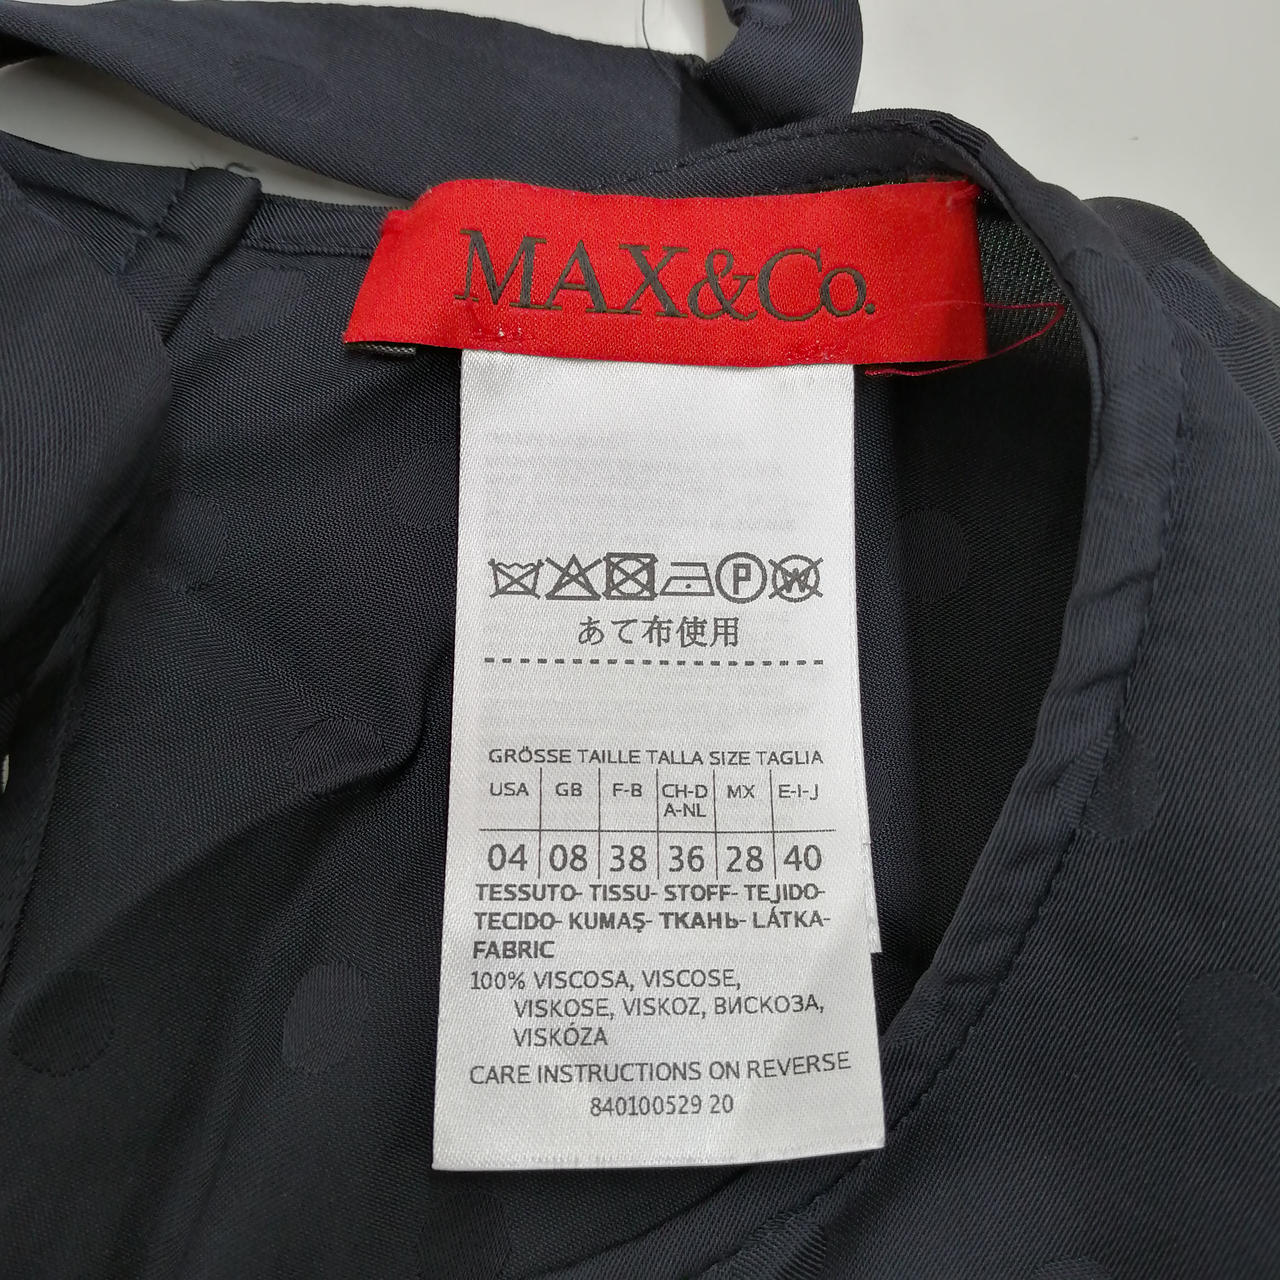 MAX&Co.
P W
あて布使用
GRÖSSE TAILLE TALLA SIZE TAGLIA
USA GB F-B CH-D A-NL MX E-I-J
04 08 38 36 28 40
TESSUTO- TISSU- STOFF- TEJIDO-
TECIDO- KUMAŞ- ТКАНЬ- LÁTKA-
FABRIC
100% VISCOSA, VISCOSE,
VISKOSE, VISKOZ, ВИСКОЗА,
VISKÓZA
CARE INSTRUCTIONS ON REVERSE
840100529 20